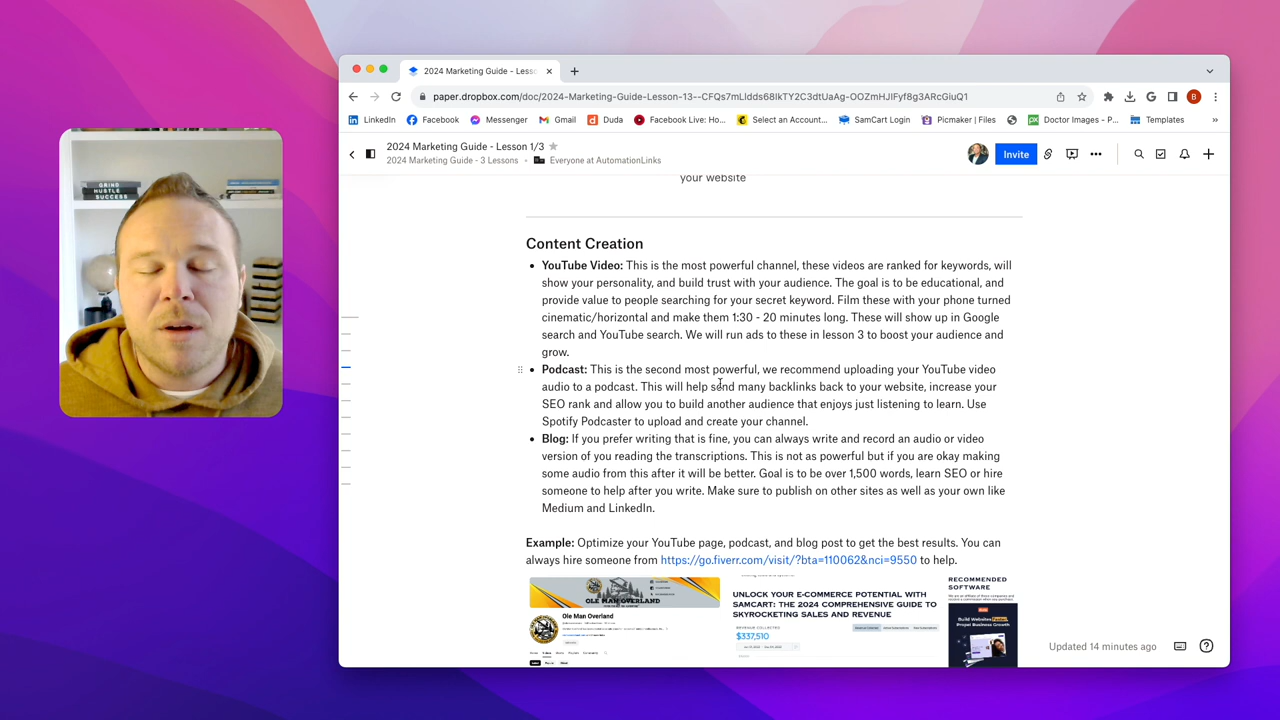 GRIND
HUSTLE
SUCCESS
2024 Marketing Guide - Less
paper.dropbox.com/doc/2024-Marketing-Guide-Lesson-13--CFQs7mLldds68IkTY2C3dtUaAg-OOZmHJIFyf8g3ARcGiuQ1
B
LinkedIn Facebook Messenger Gmail Duda Facebook Live: Ho... Select an Account... SamCart Login Picmaker | Pics Doctor Images - P... Templates
2024 Marketing Guide - Lesson 1/3
2024 Marketing Guide - 3 Lessons • Everyone at AutomationLinks
Invite
your website
Content Creation
• YouTube Video: This is the most powerful channel, these videos are ranked for keywords, will
show your personality, and build trust with your audience. The goal is to be educational, and
provide value to people searching for your secret keyword. Film these with your phone turned
cinematic/horizontal and make them 1:30 - 20 minutes long. These will show up in Google
search and YouTube search. We will run ads to these in lesson 3 to boost your audience and
grow.
• Podcast: This is the second most powerful, we recommend uploading your YouTube video
audio to a podcast. This will help send many backlinks back to your website, increase your
SEO rank and allow you to build another audience that enjoys just listening to learn. Use
Spotify Podcaster to upload and create your channel.
• Blog: If you prefer writing that is fine, you can always write and record an audio or video
version of you reading the transcriptions. This is not as powerful but if you are okay making
some audio from this after it will be better. Goal is to be over 1,500 words, learn SEO or hire
someone to help after you write. Make sure to publish on other sites as well as your own like
Medium and LinkedIn.
Example: Optimize your YouTube page, podcast, and blog post to get the best results. You can
always hire someone from https://go.fiverr.com/visit/?bta=110062&nci=9550 to help.
OLE MAN OVERLAND
Ole Man Overland
UNLOCK YOUR E-COMMERCE POTENTIAL WITH
SAMCART: THE 2024 COMPREHENSIVE GUIDE TO
SKYROCKETING SALES AND REVENUE
$337,510
RECOMMENDED
SOFTWARE
Build Websites Faster.
Propel Business Growth
Updated 14 minutes ago